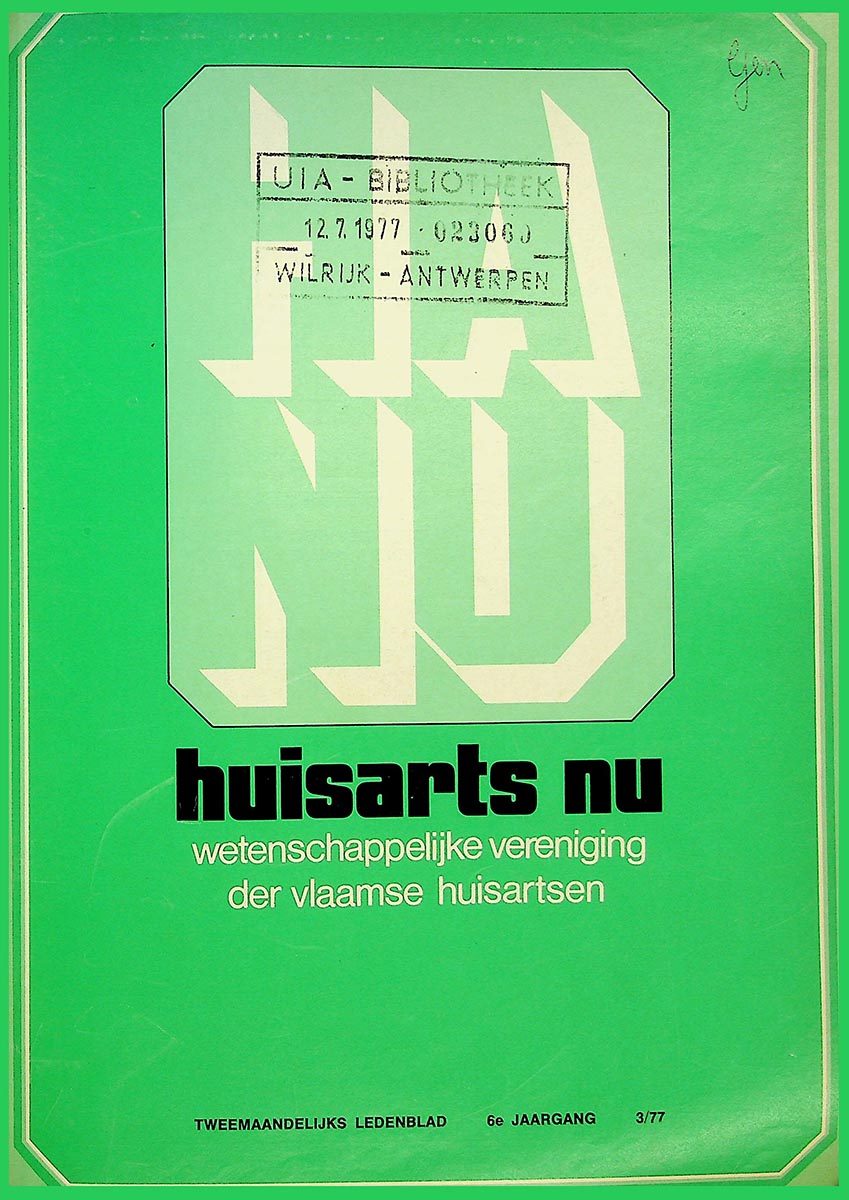 HA
UIA - BIBLIOTHEEK
12.7.1977 · 023060
WILRIJK - ANTWERPEN
NU
huisarts nu
wetenschappelijke vereniging
der vlaamse huisartsen
TWEEMAANDELIJKS LEDENBLAD 6e JAARGANG 3/77